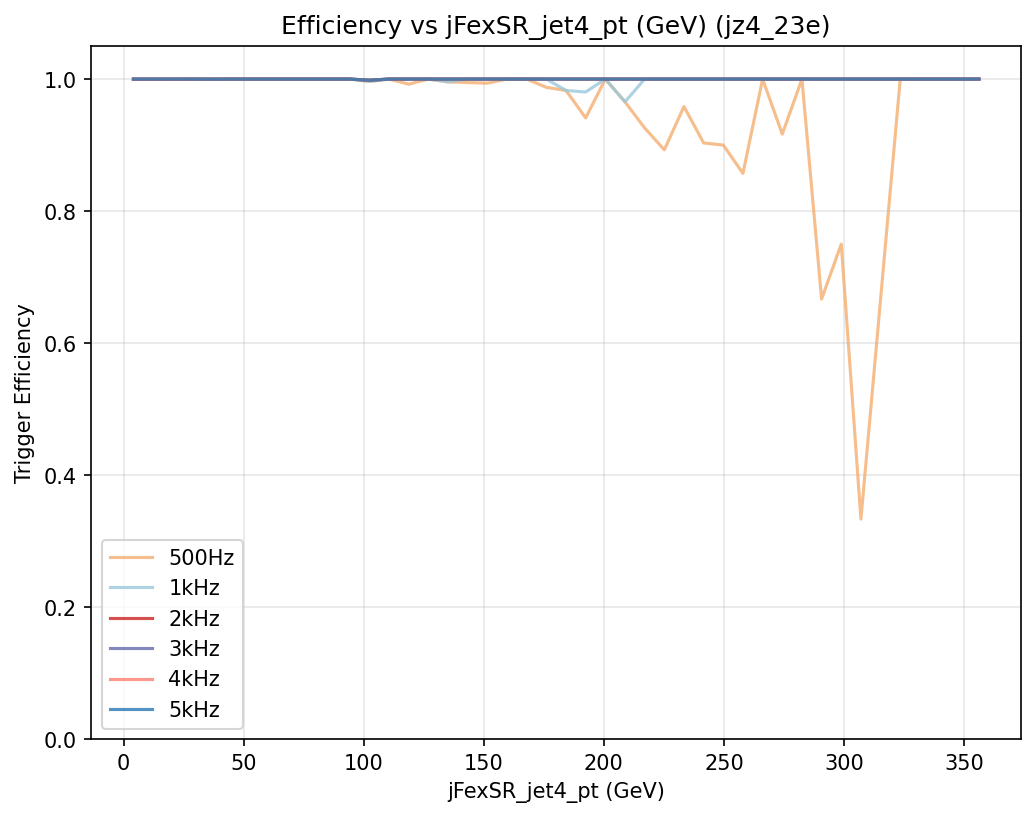 Efficiency vs jFexSR_jet4_pt (GeV) (jz4_23e)
Trigger Efficiency
1.0
0.8
0.6
0.4
0.2
0.0
500Hz
1kHz
2kHz
3kHz
4kHz
5kHz
0 50 100 150 200 250 300 350
jFexSR_jet4_pt (GeV)